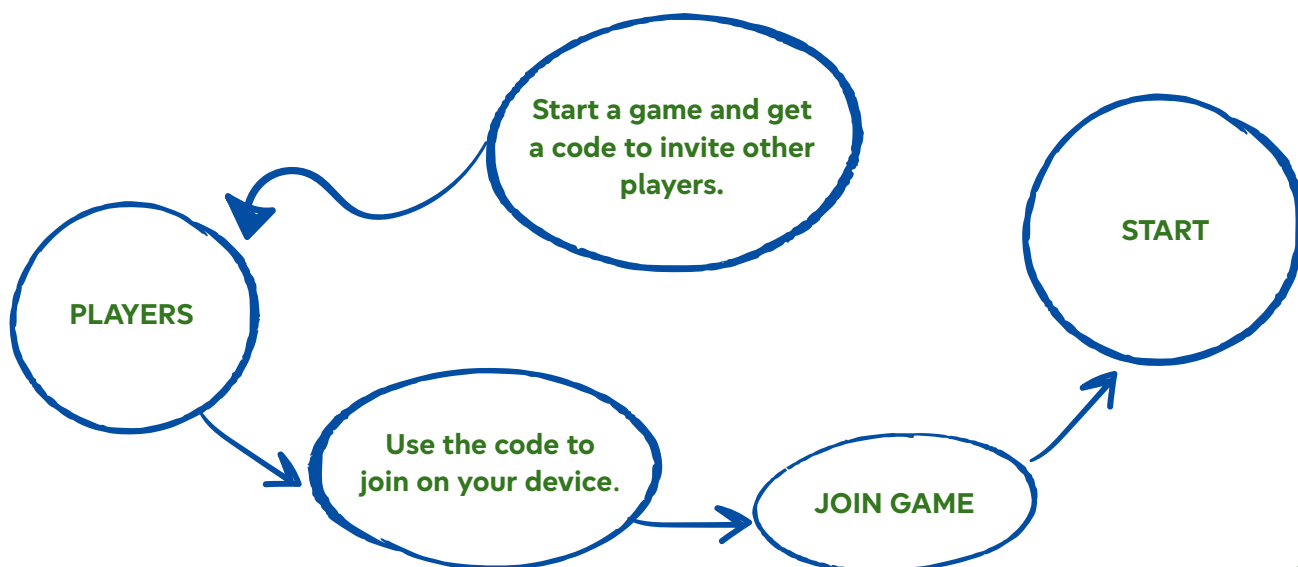 Start a game and get
a code to invite other
players.
PLAYERS
Use the code to
join on your device.
JOIN GAME
START